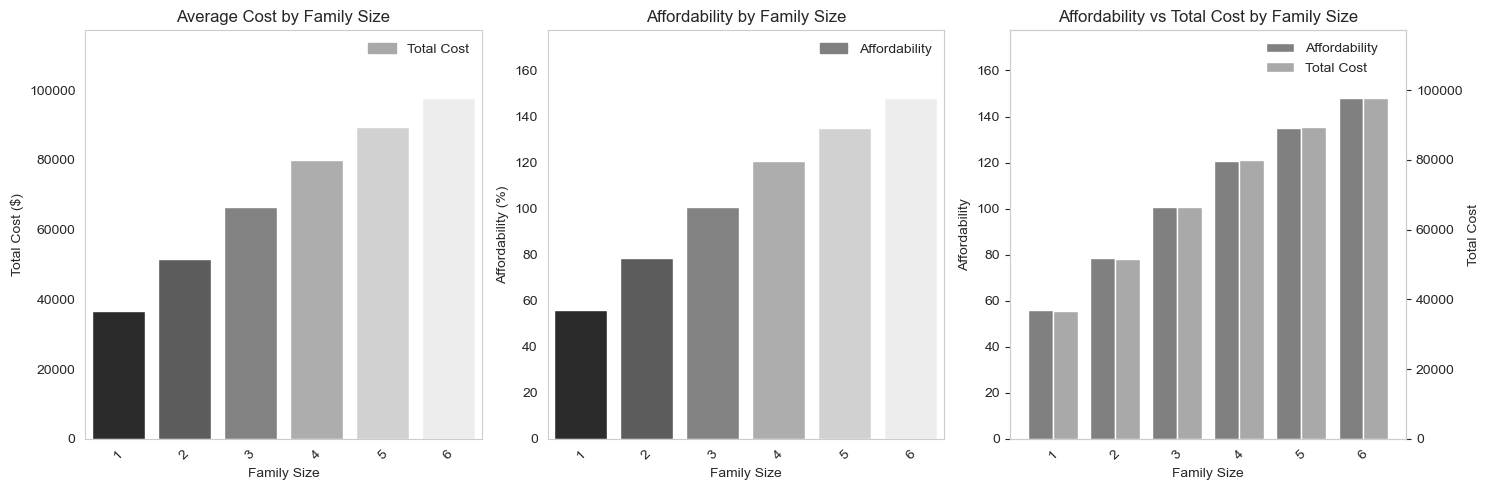 Average Cost by Family Size
Total Cost
Total Cost ($)
100000
80000
60000
40000
20000
0
1 2 3 4 5 6
Family Size
Affordability by Family Size
Affordability
Affordability (%)
160
140
120
100
80
60
40
20
0
1 2 3 4 5 6
Family Size
Affordability vs Total Cost by Family Size
Affordability
Total Cost
Affordability
160
140
120
100
80
60
40
20
0
1 2 3 4 5 6
Family Size
100000
80000
60000
40000
20000
0
Total Cost